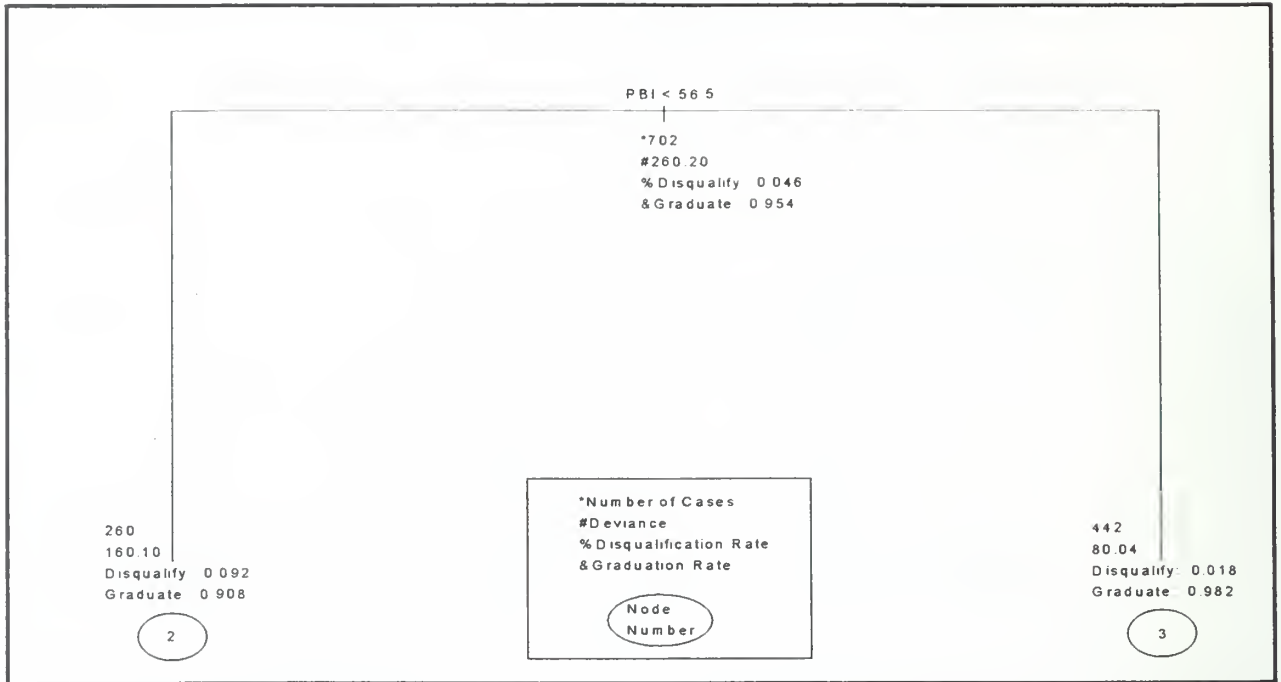 PBI < 56 5
*702
#260.20
%Disqualify 0 046
&Graduate 0 954
260
160.10
Disqualify 0 092
Graduate 0 908
2
*Number of Cases
#Deviance
%Disqualification Rate
&Graduation Rate
Node
Number
442
80.04
Disqualify: 0.018
Graduate 0.982
3